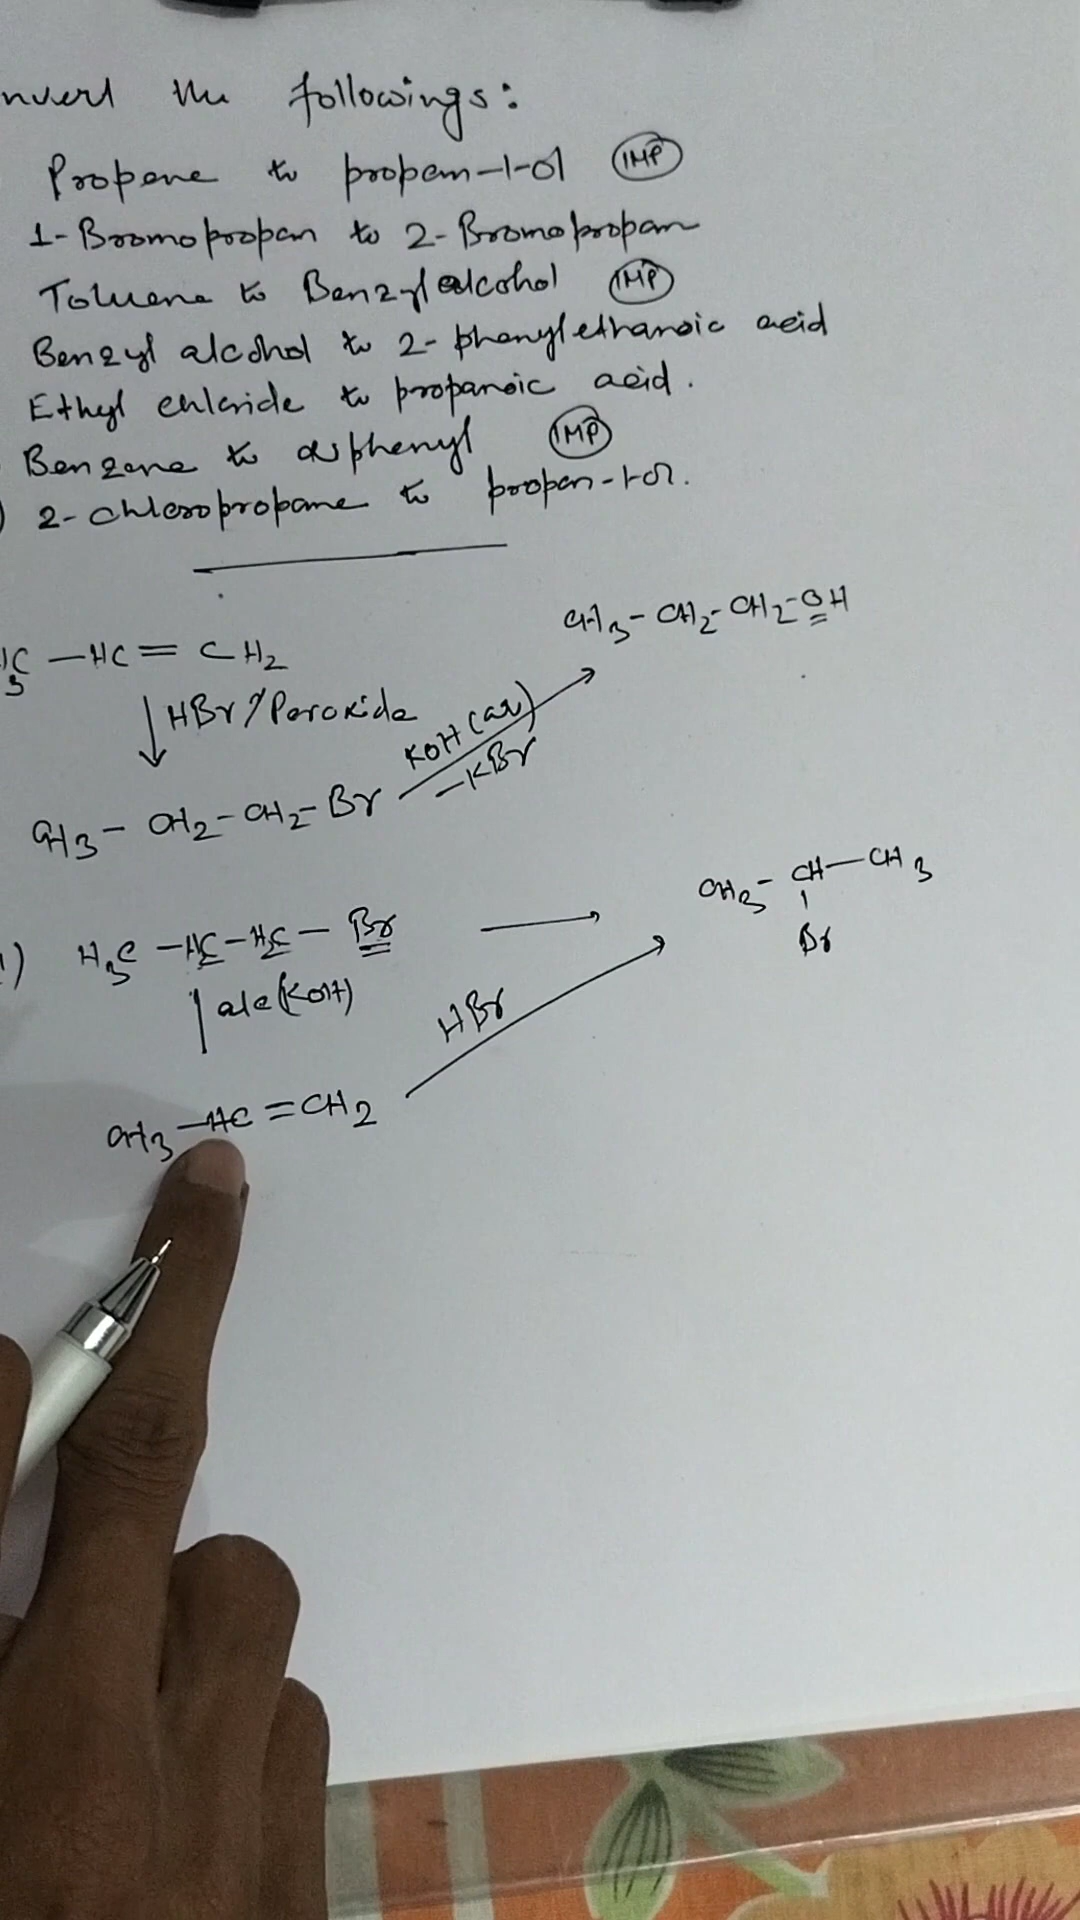 nvert the followings:
Propene to propan-1-ol IMP
1-Bromopropan to 2-Bromopropan
Toluene to Benzyl alcohol IMP
Benzyl alcohol to 2-phenylethanoic acid
Ethyl chloride to propanoic acid.
Benzene to diphenyl IMP
) 2-chloropropane to propan-1-ol.
CH3-CH2-CH2-OH
H3C-HC=CH2
HBr/Peroxide
KOH(aq)
-KBr
CH3-CH2-CH2-Br
CH3-CH-CH3
Br
) H3C-H2C-H2C-Br
alc(KOH)
HBr
CH3-HC=CH2